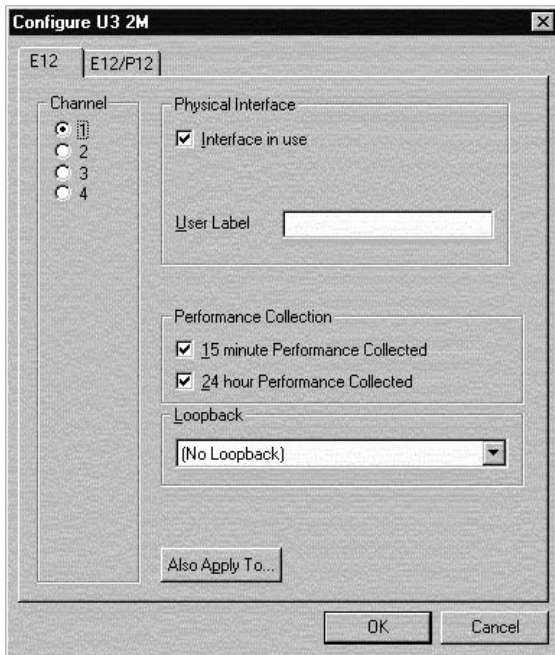 Configure U3 2M
E12
E12/P12
Channel
1
2
3
4
Physical Interface
Interface in use
User Label
Performance Collection
15 minute Performance Collected
24 hour Performance Collected
Loopback
(No Loopback)
Also Apply To...
OK
Cancel